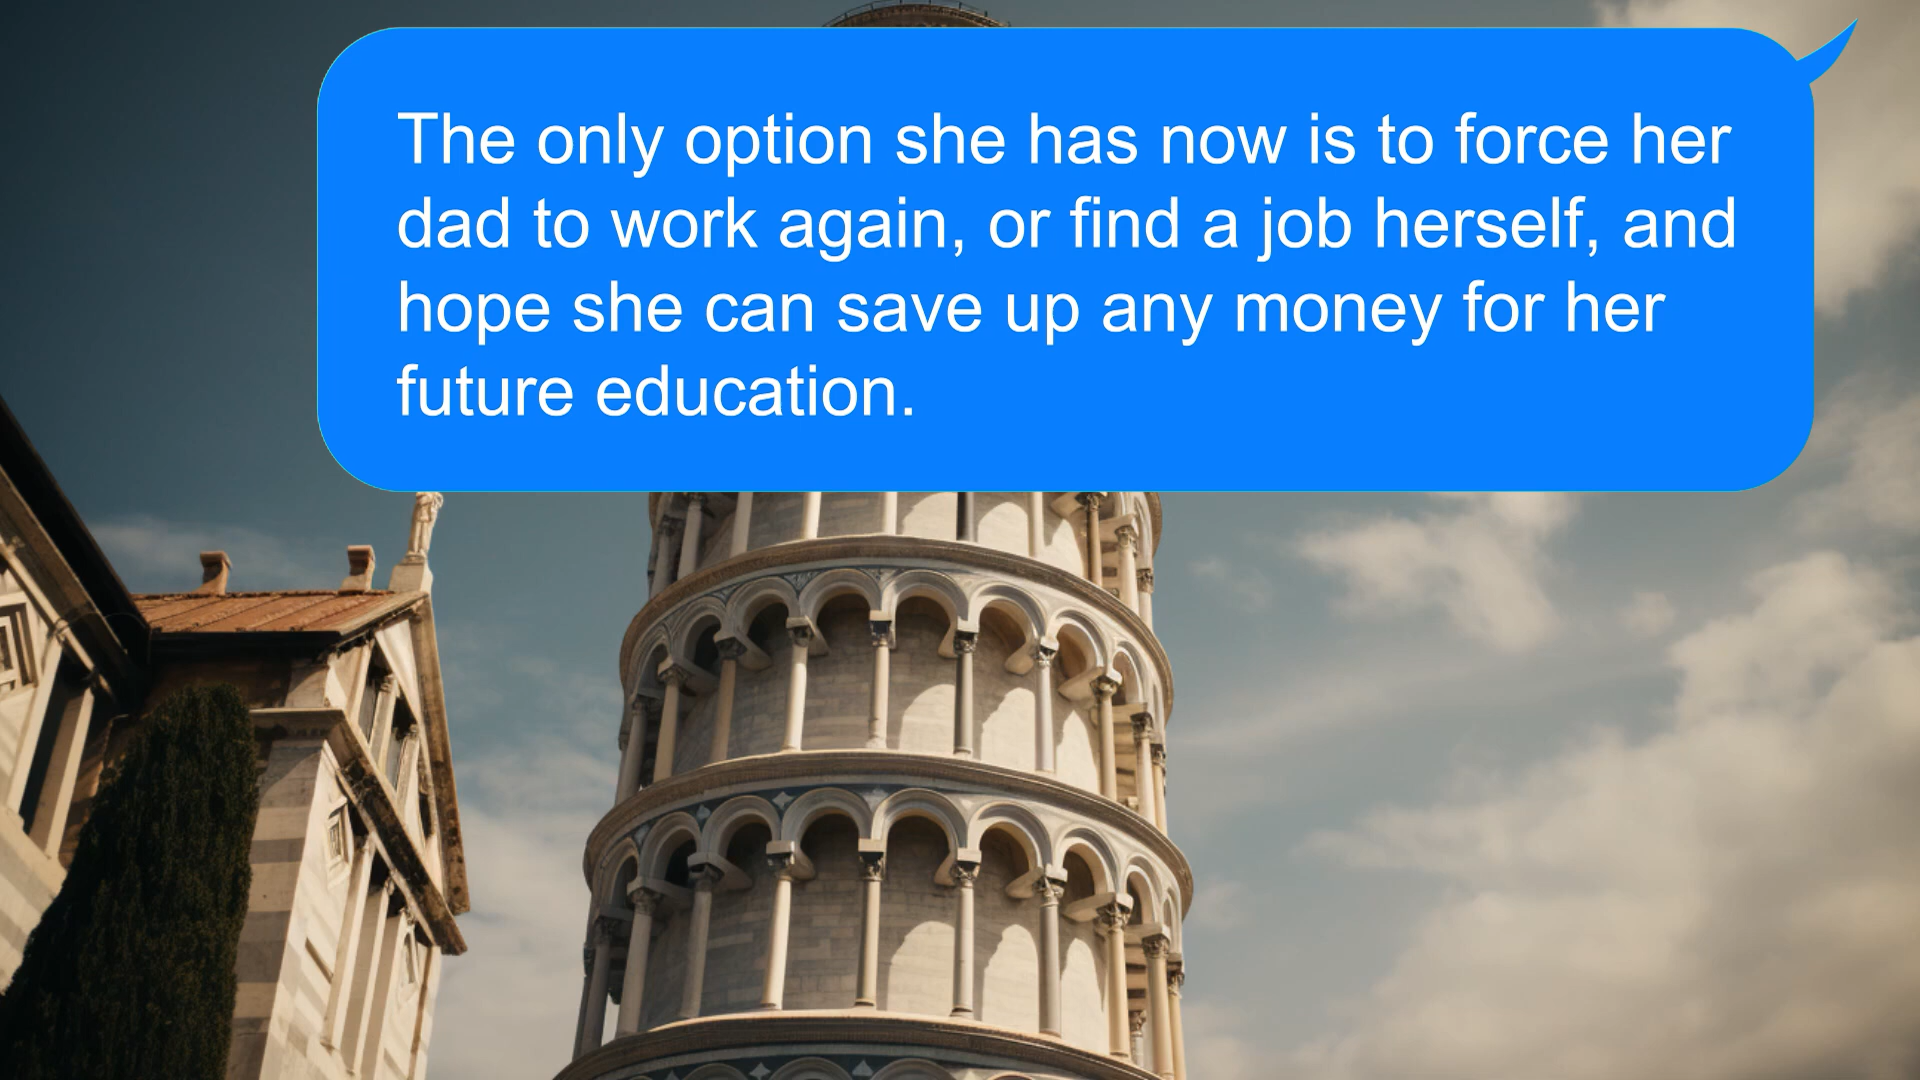 The only option she has now is to force her
dad to work again, or find a job herself, and
hope she can save up any money for her
future education.